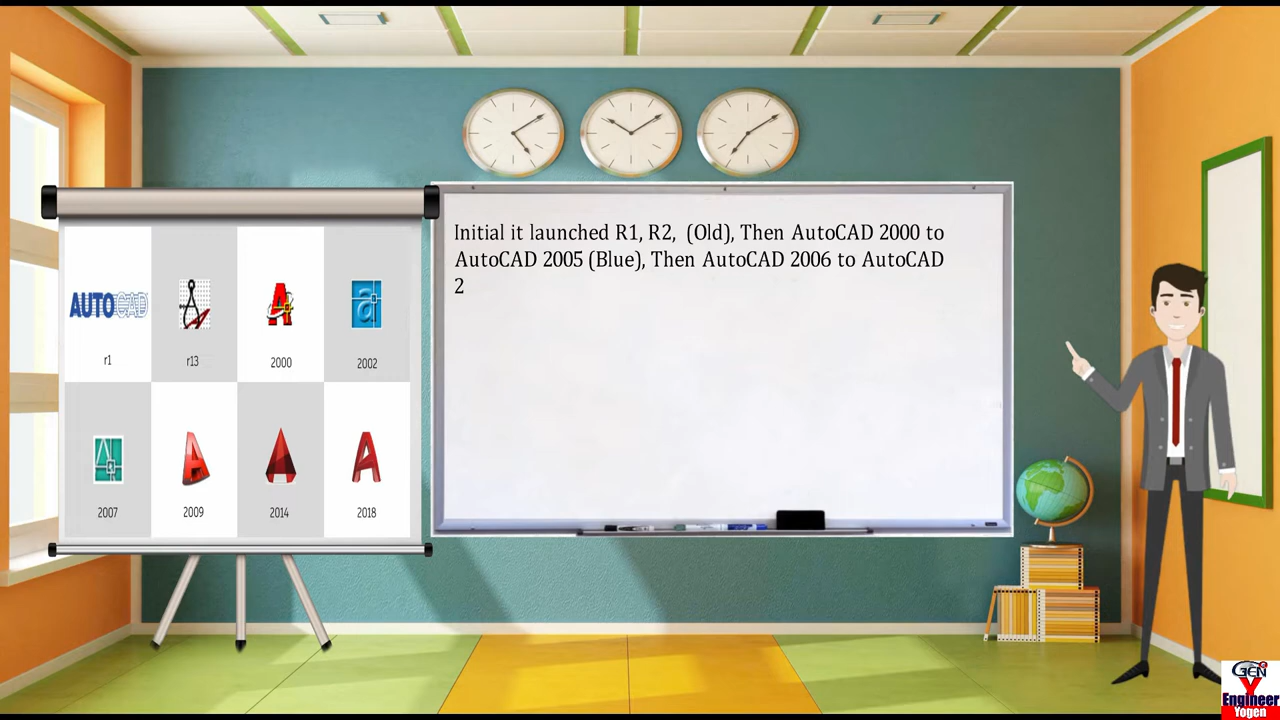 AUTOCAD
r1
r13
2000
2002
a
2007
2009
2014
2018
Initial it launched R1, R2, (Old), Then AutoCAD 2000 to
AutoCAD 2005 (Blue), Then AutoCAD 2006 to AutoCAD
2
GEN
Y
Engineer
Yogen